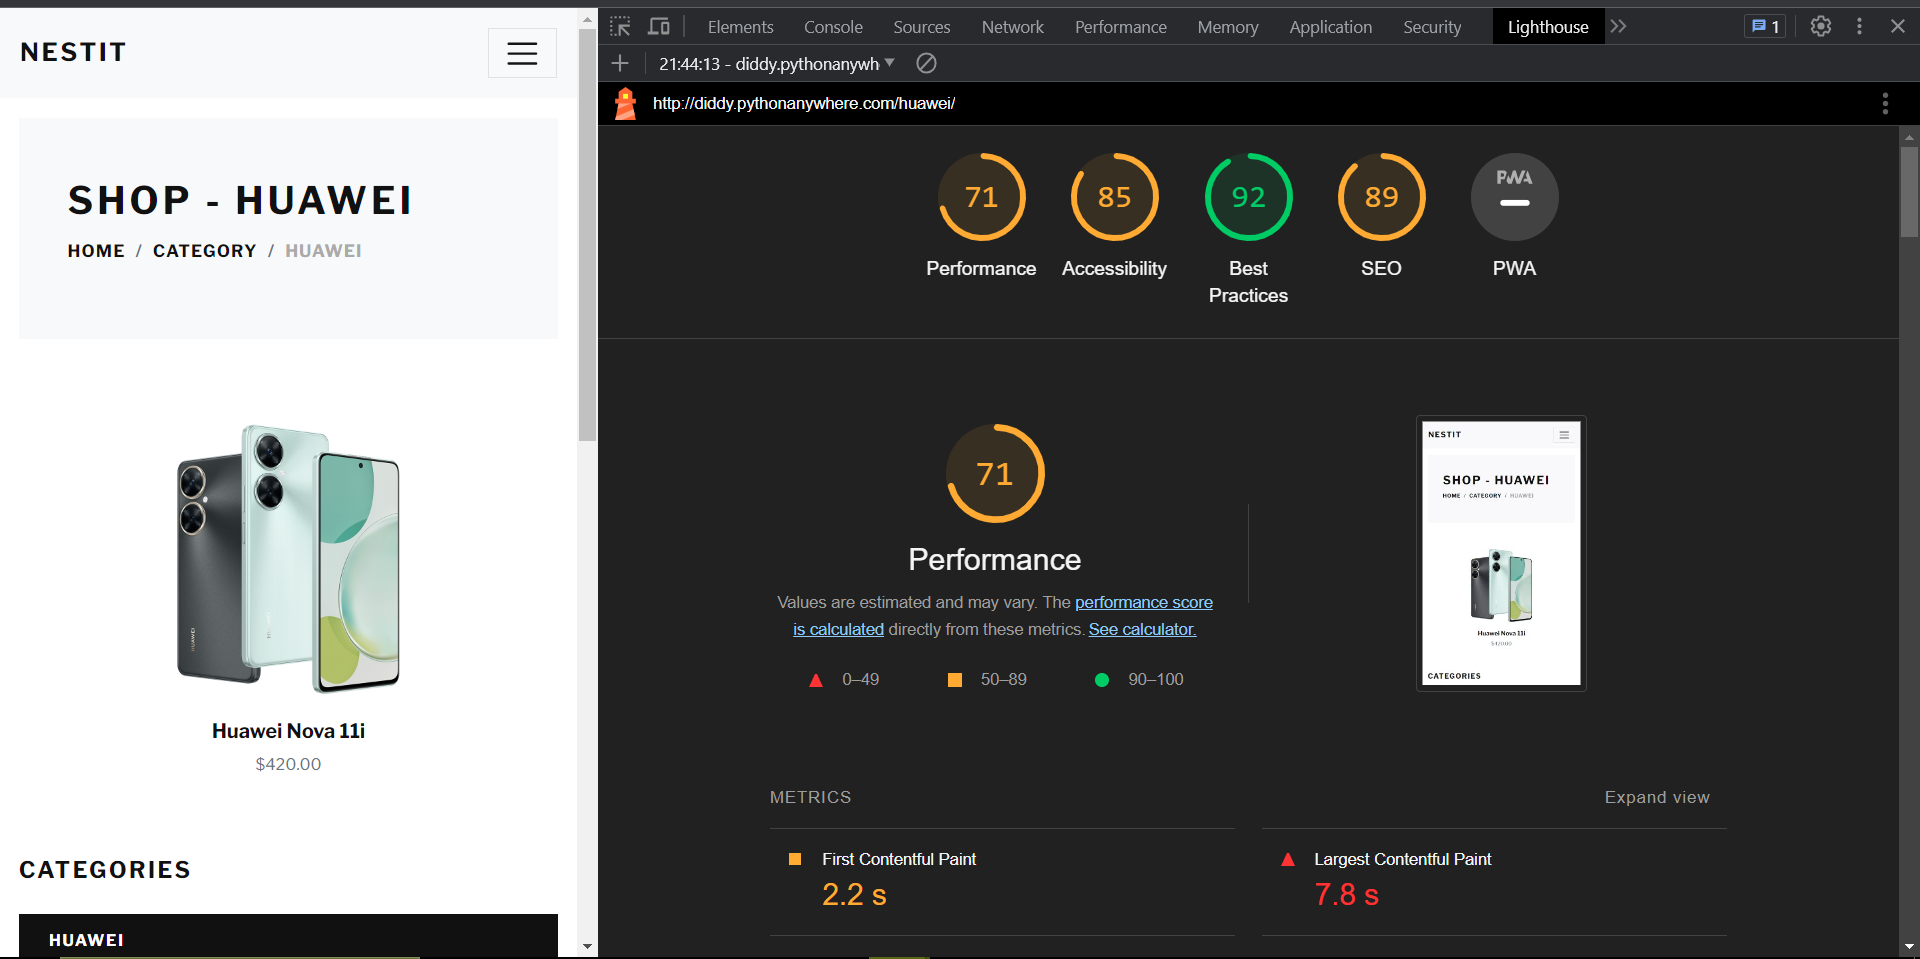 NESTIT
SHOP - HUAWEI
HOME / CATEGORY / HUAWEI
Huawei Nova 11i
$420.00
CATEGORIES
HUAWEI
Elements Console Sources Network Performance Memory Application Security Lighthouse 1
21:44:13 - diddy.pythonanywh
http://diddy.pythonanywhere.com/huawei/
71 85 92 89 PWA
Performance Accessibility Best Practices SEO PWA
71
Performance
Values are estimated and may vary. The performance score
is calculated directly from these metrics. See calculator.
0–49 50–89 90–100
NESTIT
SHOP - HUAWEI
HOME / CATEGORY / HUAWEI
Huawei Nova 11i
$420.00
CATEGORIES
METRICS Expand view
First Contentful Paint
2.2 s
Largest Contentful Paint
7.8 s